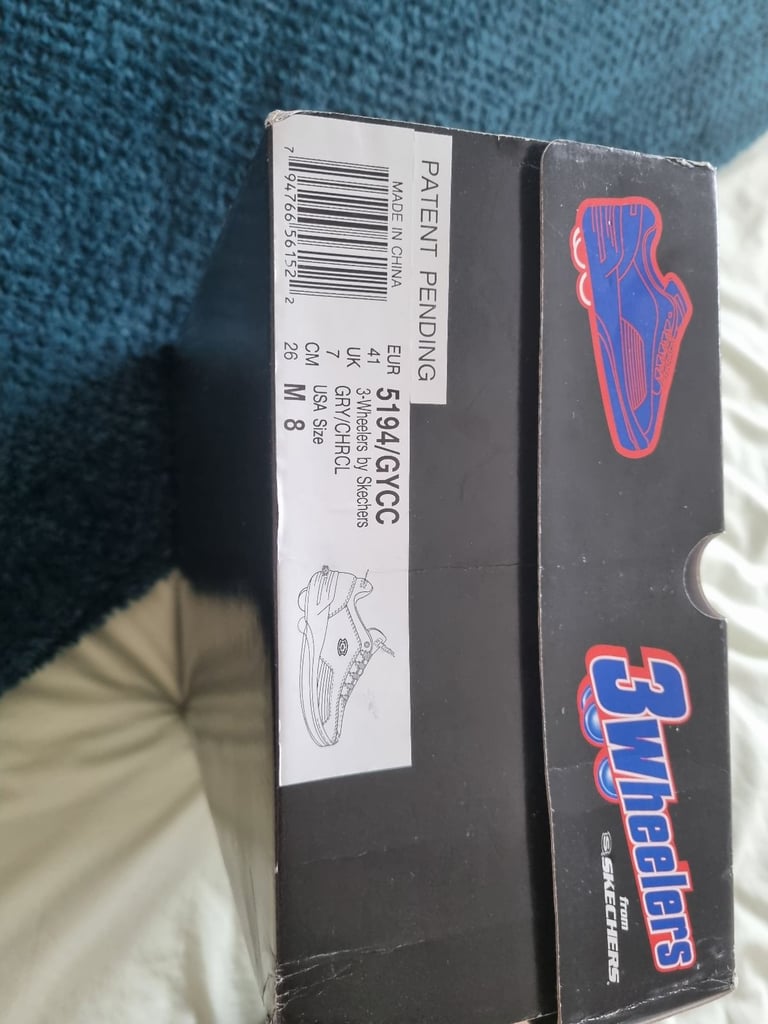 3Wheelers
from
SKECHERS
PATENT PENDING
MADE IN CHINA
7 94766 56152 2
EUR
41
UK
7
CM
26
5194/GYCC
3-Wheelers by Skechers
GRY/CHRCL
USA Size
M 8